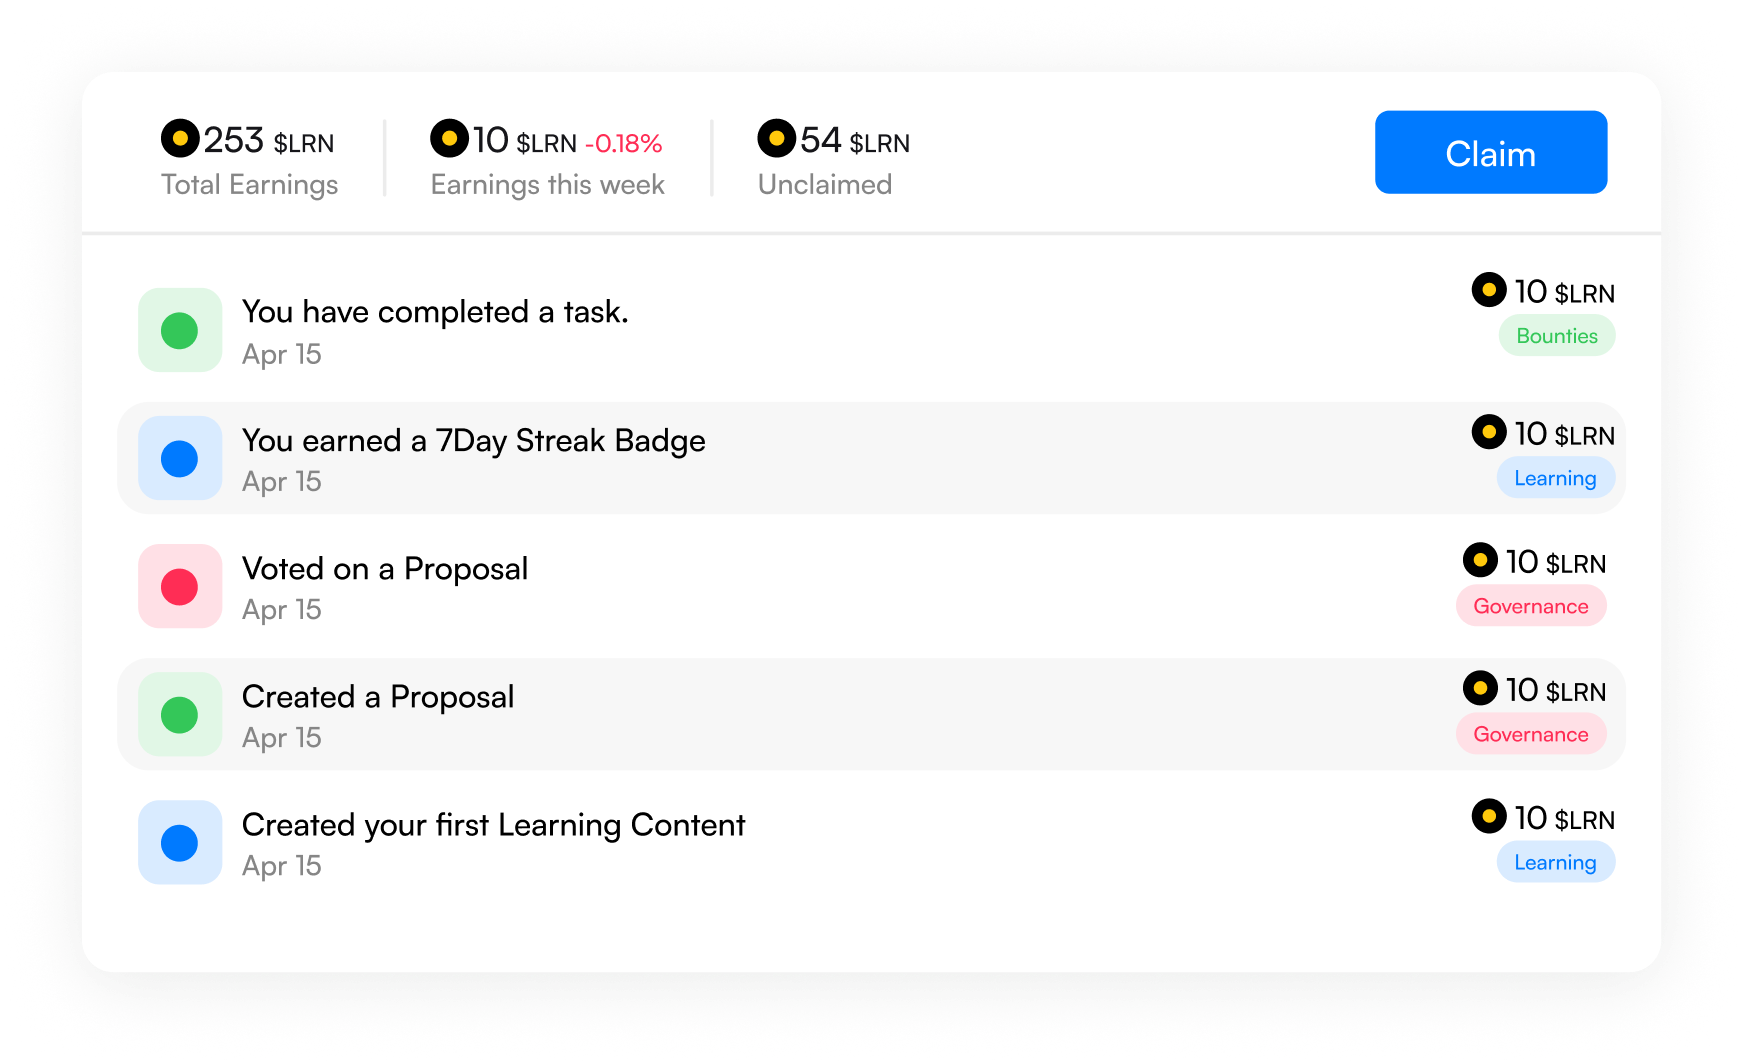 253 $LRN
Total Earnings
10 $LRN -0.18%
Earnings this week
54 $LRN
Unclaimed
Claim
You have completed a task.
Apr 15
10 $LRN
Bounties
You earned a 7Day Streak Badge
Apr 15
10 $LRN
Learning
Voted on a Proposal
Apr 15
10 $LRN
Governance
Created a Proposal
Apr 15
10 $LRN
Governance
Created your first Learning Content
Apr 15
10 $LRN
Learning